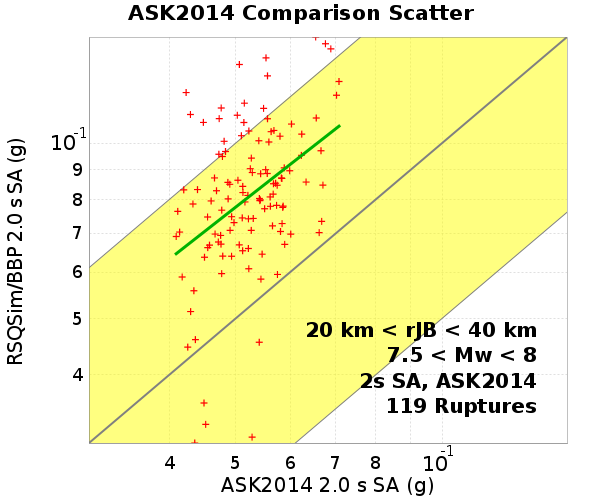 ASK2014 Comparison Scatter
RSQSim/BBP 2.0 s SA (g)
10-1
9
8
7
6
5
4
20 km < rJB < 40 km
7.5 < Mw < 8
2s SA, ASK2014
119 Ruptures
4 5 6 7 8 10-1
ASK2014 2.0 s SA (g)